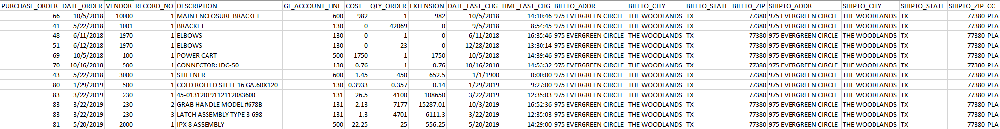 PURCHASE_ORDER DATE_ORDER VENDOR RECORD_NO DESCRIPTION GL_ACCOUNT_LINE COST QTY_ORDER EXTENSION DATE_LAST_CHG TIME_LAST_CHG BILLTO_ADDR BILLTO_CITY BILLTO_STATE BILLTO_ZIP SHIPTO_ADDR SHIPTO_CITY SHIPTO_STATE SHIPTO_ZIP CC
66 10/5/2018 10000 1 MAIN ENCLOSURE BRACKET 600 982 1 982 10/5/2018 14:10:46 975 EVERGREEN CIRCLE THE WOODLANDS TX 77380 975 EVERGREEN CIRCLE THE WOODLANDS TX 77380 PLA
41 5/22/2018 1001 1 BRACKET 130 0 42069 0 9/5/2018 8:54:45 975 EVERGREEN CIRCLE THE WOODLANDS TX 77380 975 EVERGREEN CIRCLE THE WOODLANDS TX 77380 PLA
48 6/11/2018 1970 1 ELBOWS 130 0 1 0 6/11/2018 16:35:46 975 EVERGREEN CIRCLE THE WOODLANDS TX 77380 975 EVERGREEN CIRCLE THE WOODLANDS TX 77380 PLA
51 6/12/2018 1970 1 ELBOWS 130 0 23 0 12/28/2018 13:30:14 975 EVERGREEN CIRCLE THE WOODLANDS TX 77380 975 EVERGREEN CIRCLE THE WOODLANDS TX 77380 PLA
69 10/5/2018 100 1 POWER CART 500 1750 1 1750 10/5/2018 14:39:46 975 EVERGREEN CIRCLE THE WOODLANDS TX 77380 975 EVERGREEN CIRCLE THE WOODLANDS TX 77380 PLA
70 10/16/2018 500 1 CONNECTOR: IDC-50 130 0.76 1 0.76 10/16/2018 14:53:32 975 EVERGREEN CIRCLE THE WOODLANDS TX 77380 975 EVERGREEN CIRCLE THE WOODLANDS TX 77380 PLA
43 5/22/2018 3000 1 STIFFNER 600 1.45 450 652.5 1/1/1900 0:00:00 975 EVERGREEN CIRCLE THE WOODLANDS TX 77380 975 EVERGREEN CIRCLE THE WOODLANDS TX 77380 PLA
80 1/29/2019 500 1 COLD ROLLED STEEL 16 GA.60X120 130 0.3933 0.357 0.14 1/29/2019 9:27:00 975 EVERGREEN CIRCLE THE WOODLANDS TX 77380 975 EVERGREEN CIRCLE THE WOODLANDS TX 77380 PLA
83 3/22/2019 230 1 45-01312019112112083600 131 26.5 4100 108650 3/22/2019 12:35:03 975 EVERGREEN CIRCLE THE WOODLANDS TX 77380 975 EVERGREEN CIRCLE THE WOODLANDS TX 77380 PLA
83 3/22/2019 230 2 GRAB HANDLE MODEL #678B 131 2.13 7177 15287.01 10/3/2019 16:52:36 975 EVERGREEN CIRCLE THE WOODLANDS TX 77380 975 EVERGREEN CIRCLE THE WOODLANDS TX 77380 PLA
83 3/22/2019 230 3 LATCH ASSEMBLY TYPE 3-698 131 1.3 4701 6111.3 3/22/2019 12:35:03 975 EVERGREEN CIRCLE THE WOODLANDS TX 77380 975 EVERGREEN CIRCLE THE WOODLANDS TX 77380 PLA
81 5/20/2019 2000 1 IPX 8 ASSEMBLY 500 22.25 25 556.25 5/20/2019 14:29:00 975 EVERGREEN CIRCLE THE WOODLANDS TX 77380 975 EVERGREEN CIRCLE THE WOODLANDS TX 77380 PLA